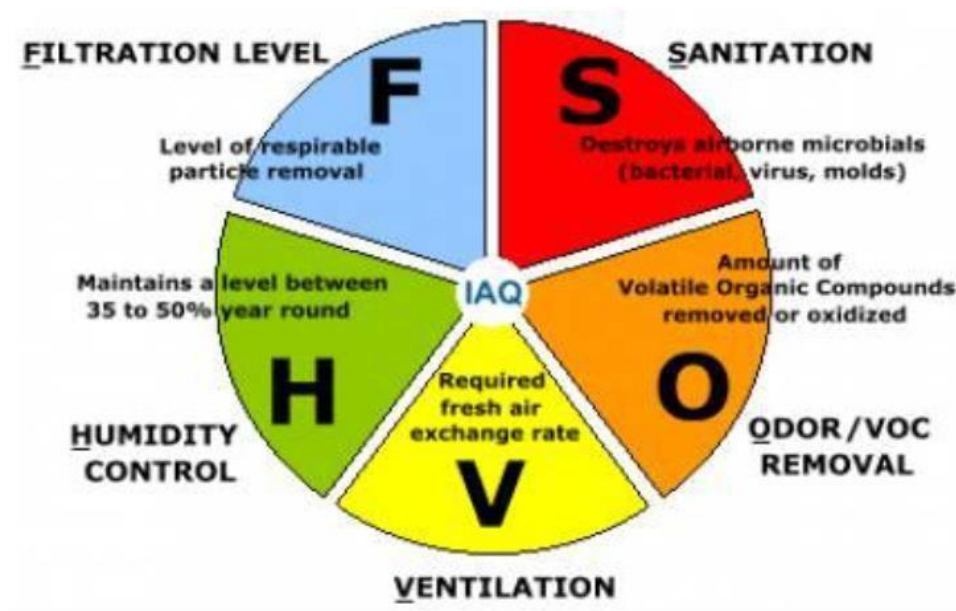 FILTRATION LEVEL
F
Level of respirable
particle removal
SANITATION
S
Destroys airborne microbials
(bacterial, virus, molds)
Maintains a level between
35 to 50% year round
H
HUMIDITY
CONTROL
IAQ
Amount of
Volatile Organic Compounds
removed or oxidized
O
ODOR/VOC
REMOVAL
Required
fresh air
exchange rate
V
VENTILATION